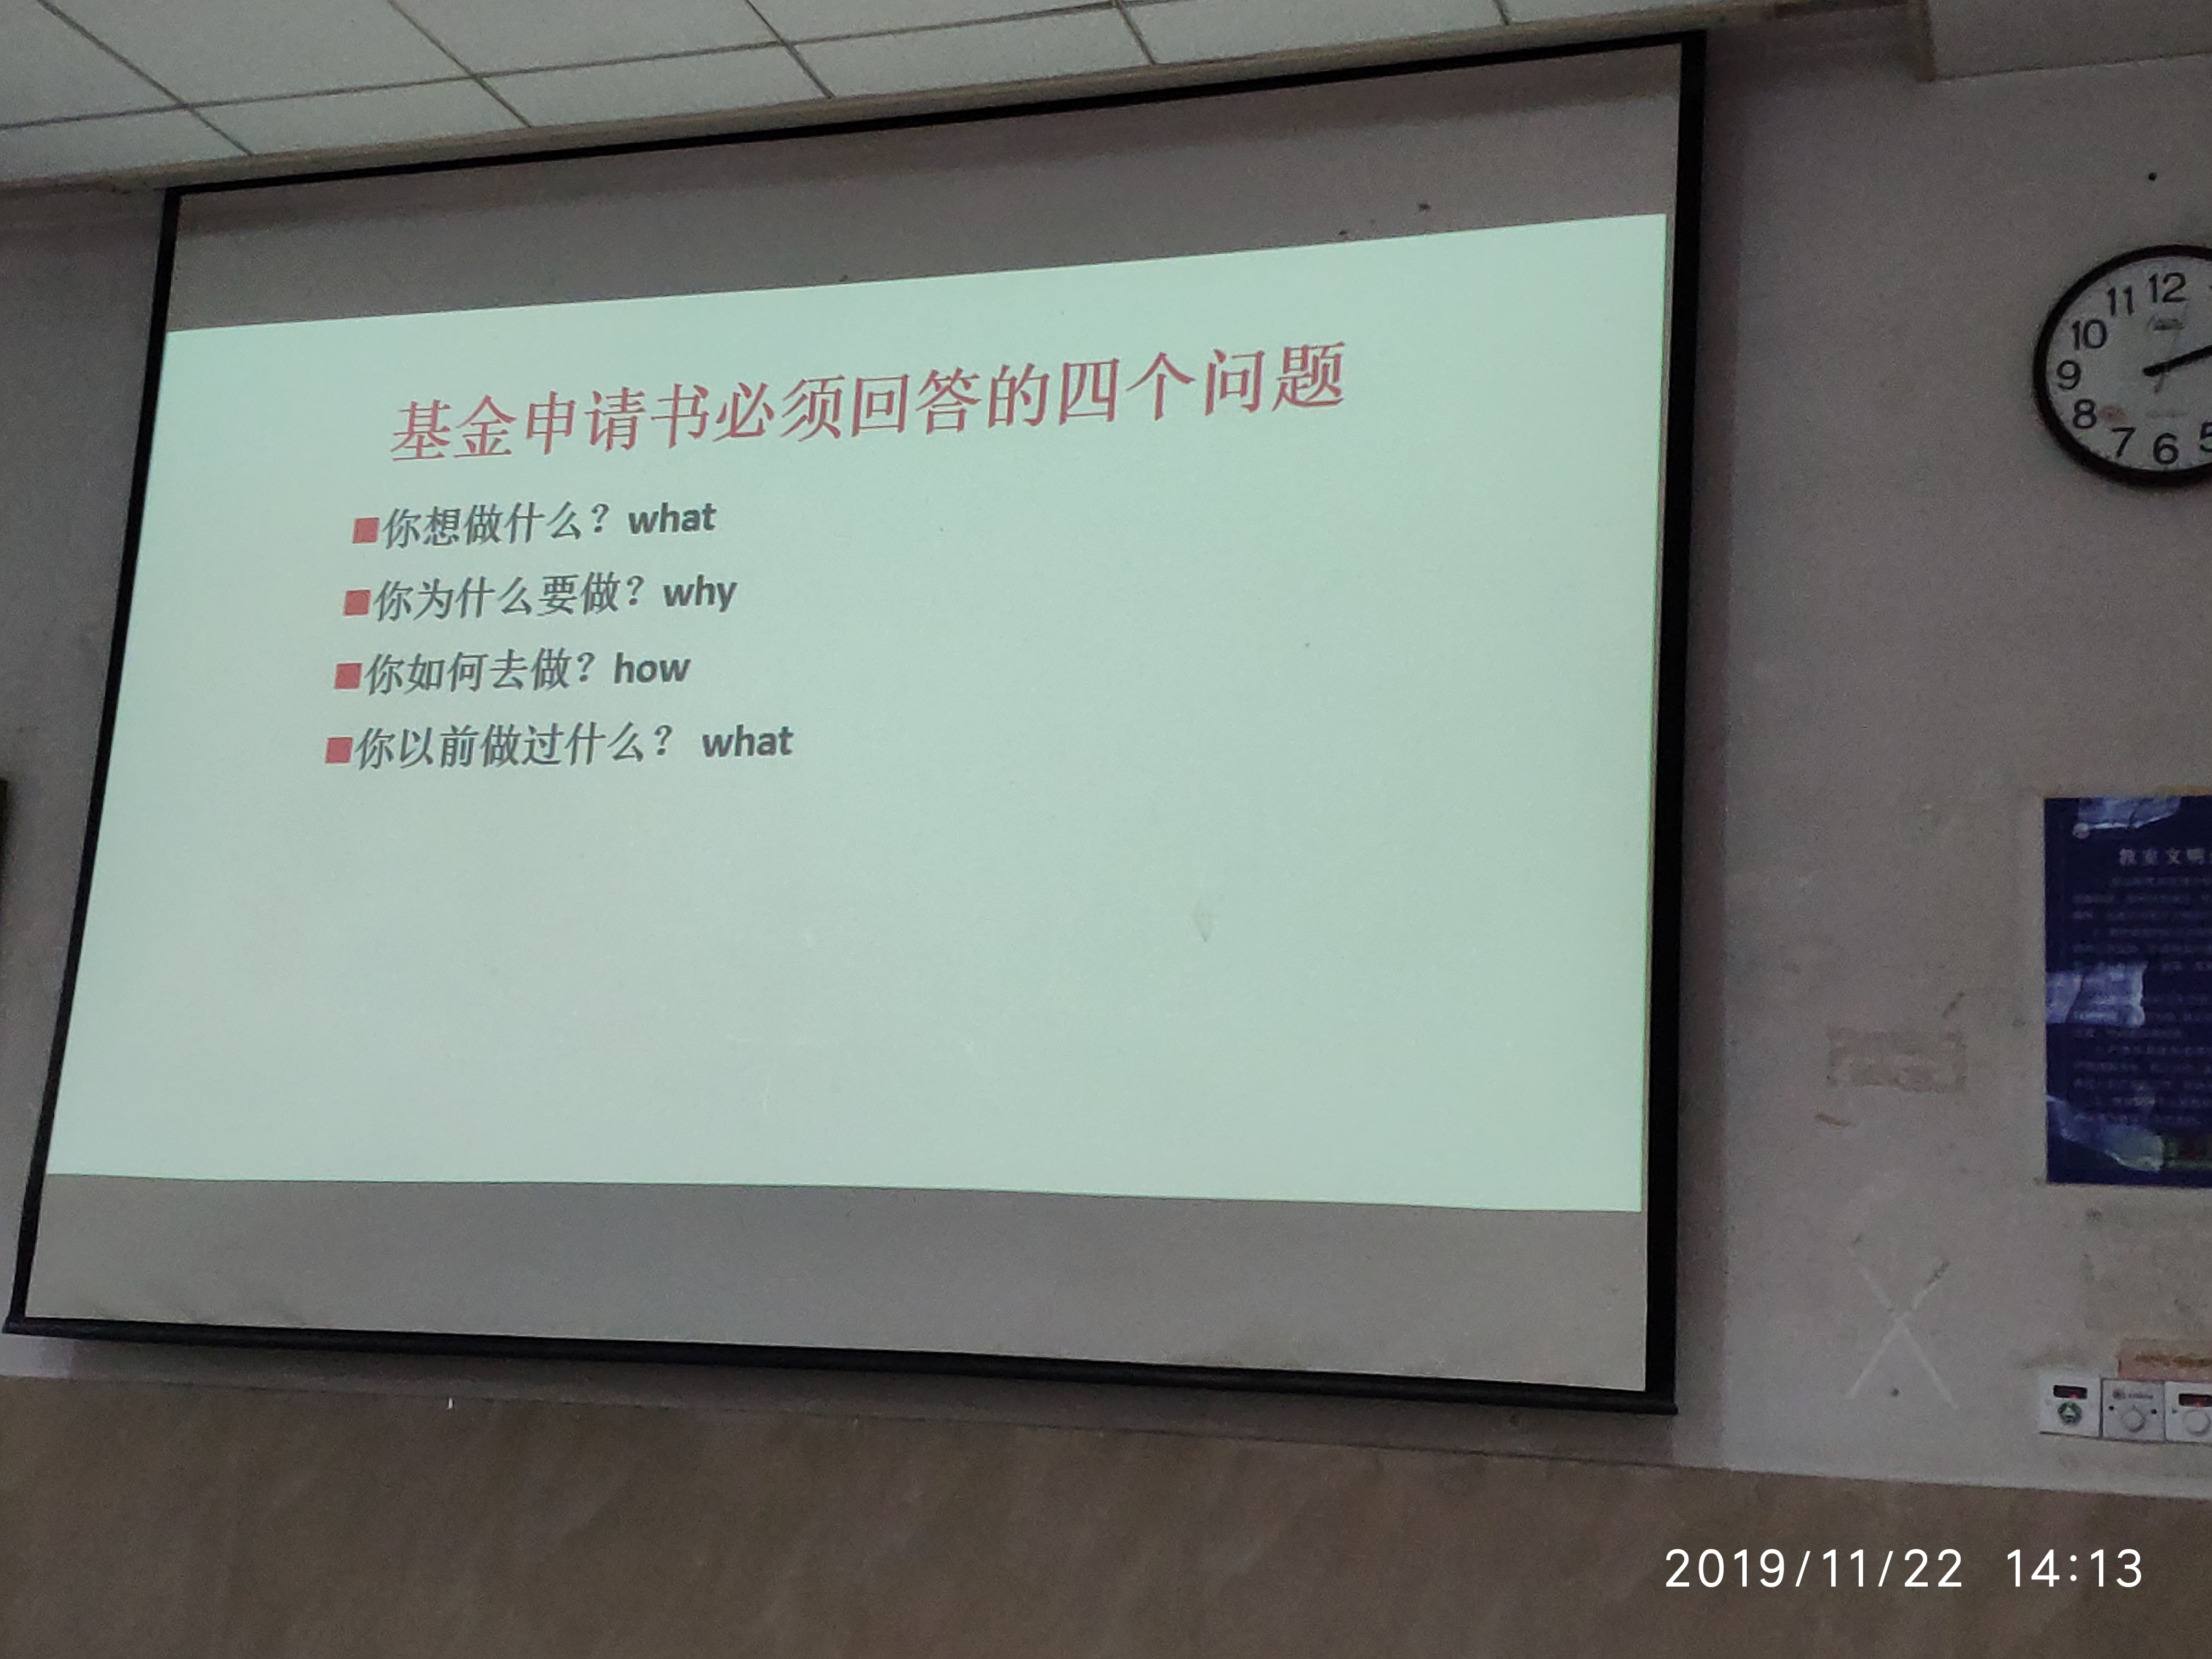 基金申请书必须回答的四个问题
■你想做什么？what
■你为什么要做？why
■你如何去做？how
■你以前做过什么？ what
12
11
10
9
8
7
6
5
教室文明
2019/11/22 14:13